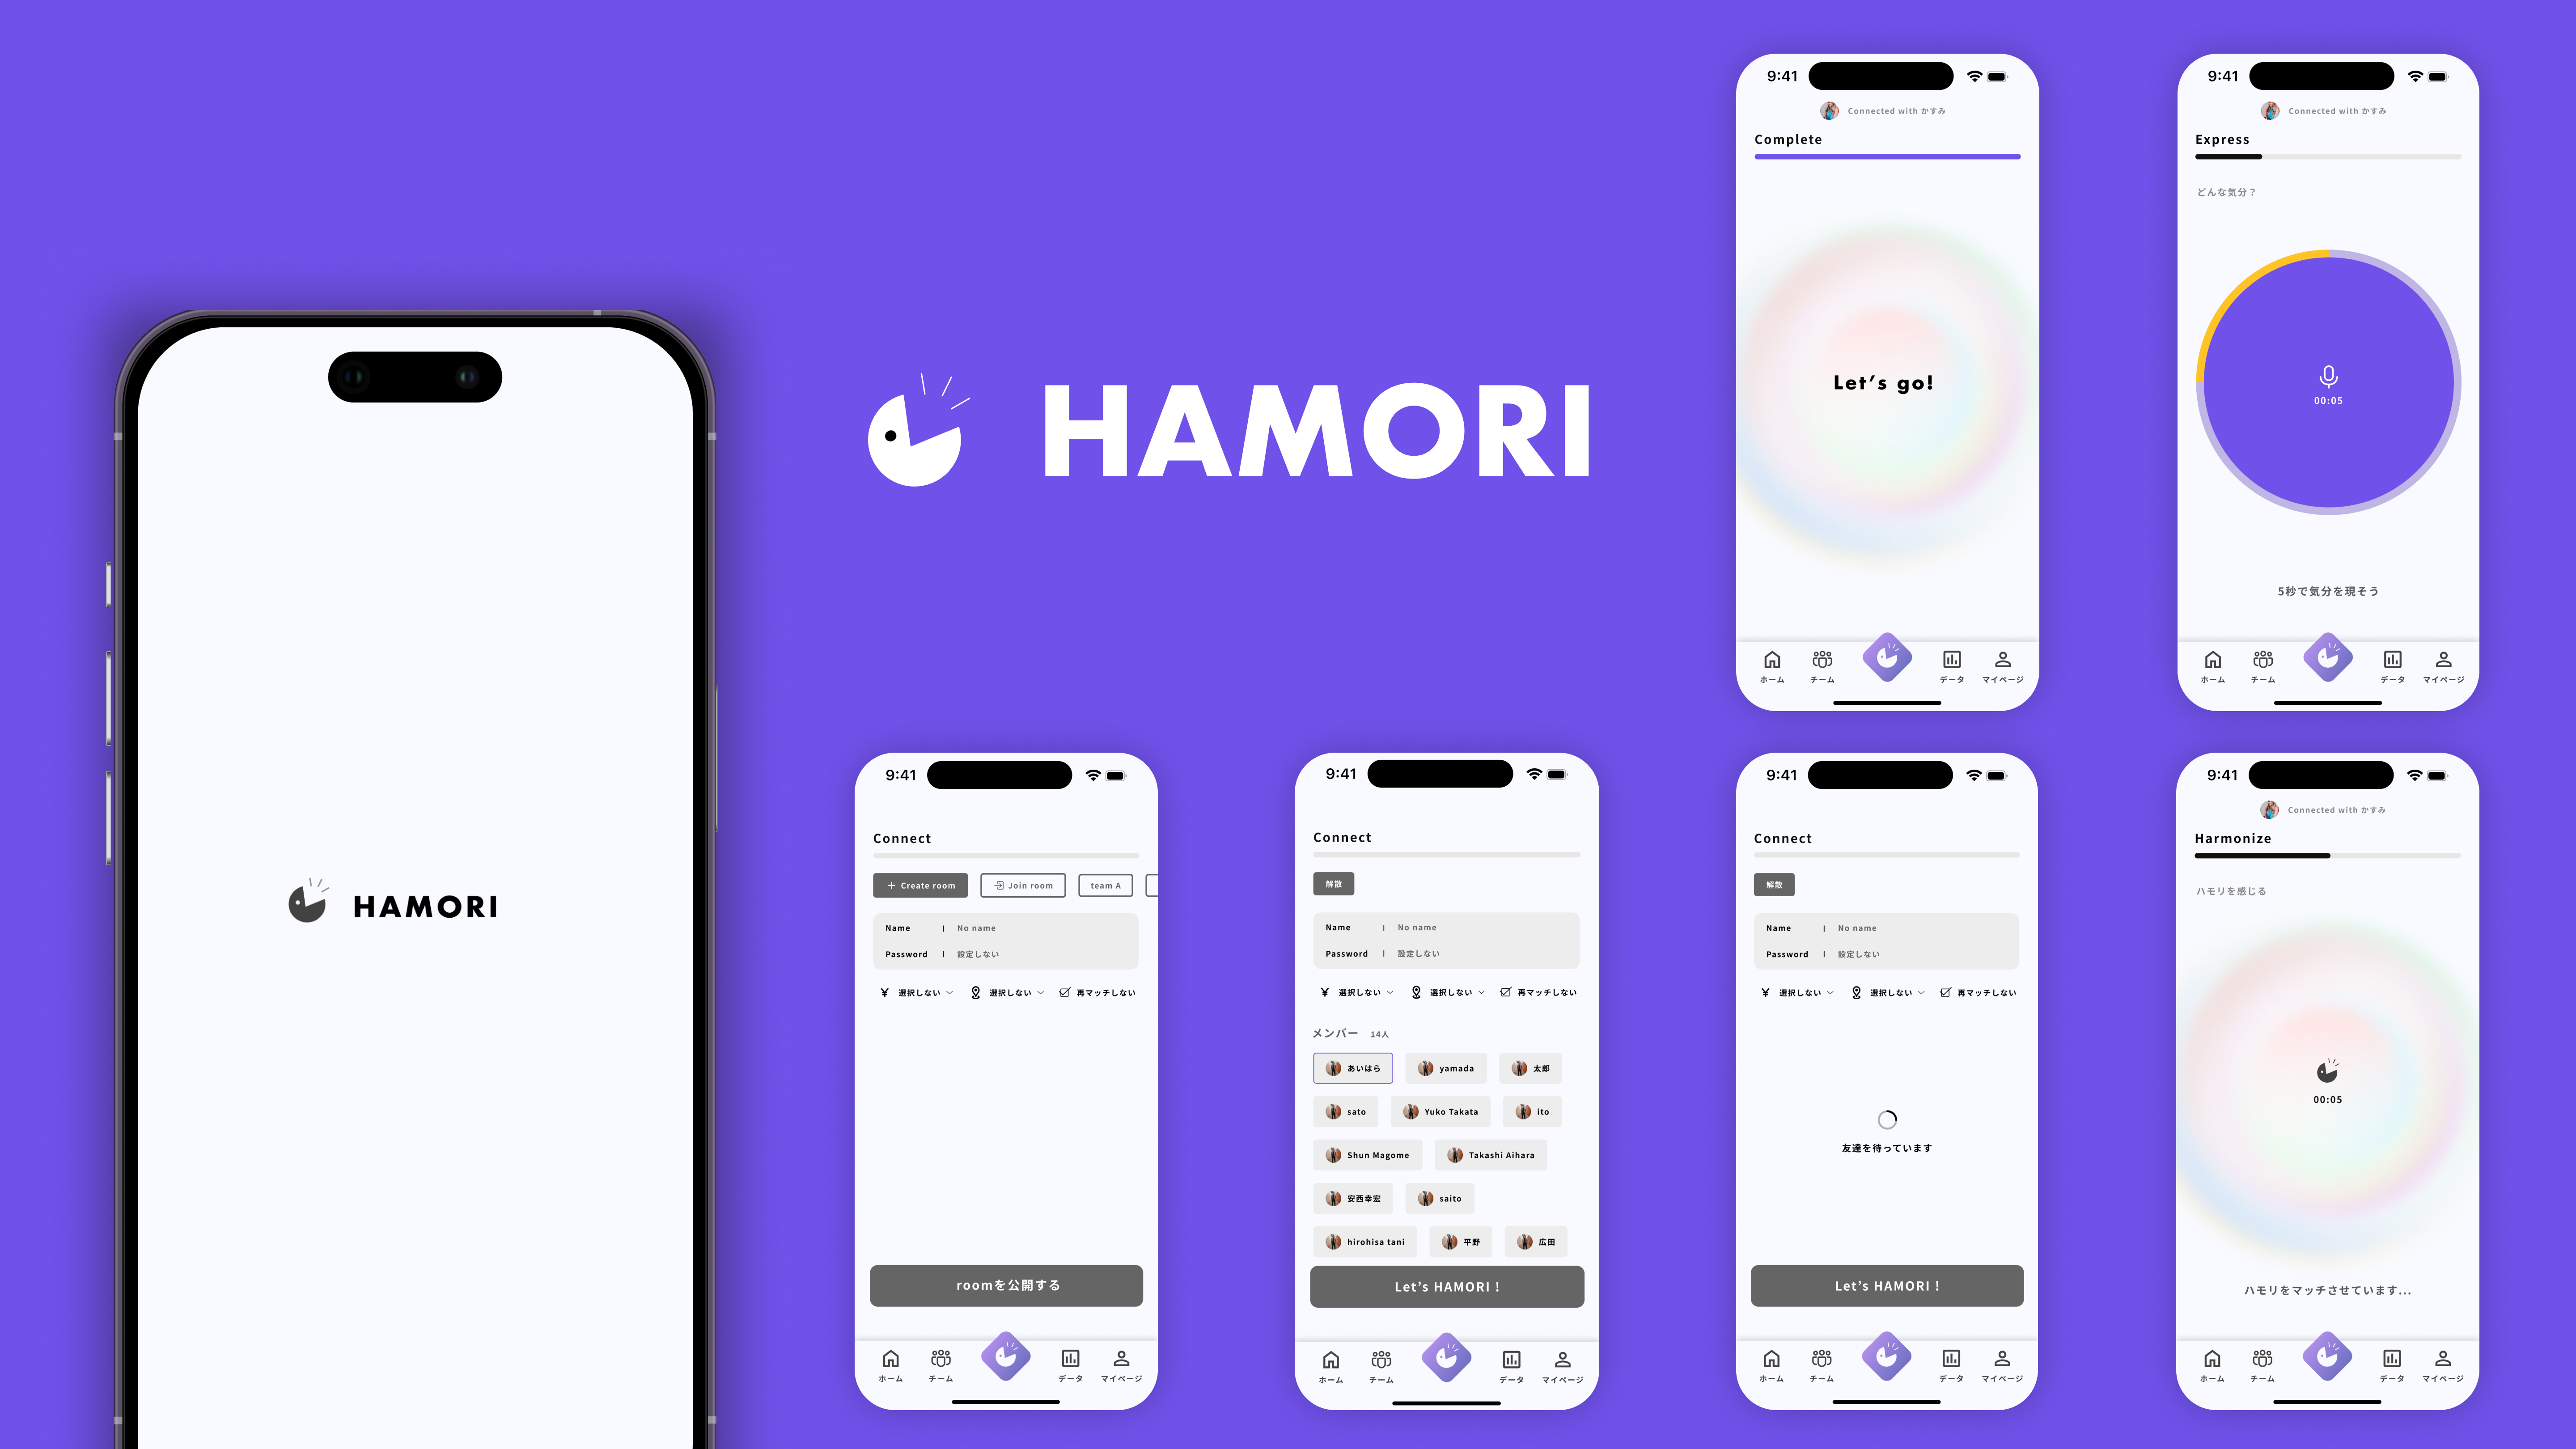 HAMORI
HAMORI
9:41
Connected with かすみ
Complete
Let's go!
ホーム チーム データ マイページ
9:41
Connected with かすみ
Express
どんな気分？
00:05
5秒で気分を現そう
ホーム チーム データ マイページ
9:41
Connect
Create room Join room team A
Name | No name
Password | 設定しない
¥ 選択しない 選択しない 再マッチしない
roomを公開する
ホーム チーム データ マイページ
9:41
Connect
解散
Name | No name
Password | 設定しない
¥ 選択しない 選択しない 再マッチしない
メンバー 14人
あいはら yamada 太郎
sato Yuko Takata ito
Shun Magome Takashi Aihara
安西幸宏 saito
hirohisa tani 平野 広田
Let's HAMORI !
ホーム チーム データ マイページ
9:41
Connect
解散
Name | No name
Password | 設定しない
¥ 選択しない 選択しない 再マッチしない
友達を待っています
Let's HAMORI !
ホーム チーム データ マイページ
9:41
Connected with かすみ
Harmonize
ハモリを感じる
00:05
ハモリをマッチさせています...
ホーム チーム データ マイページ